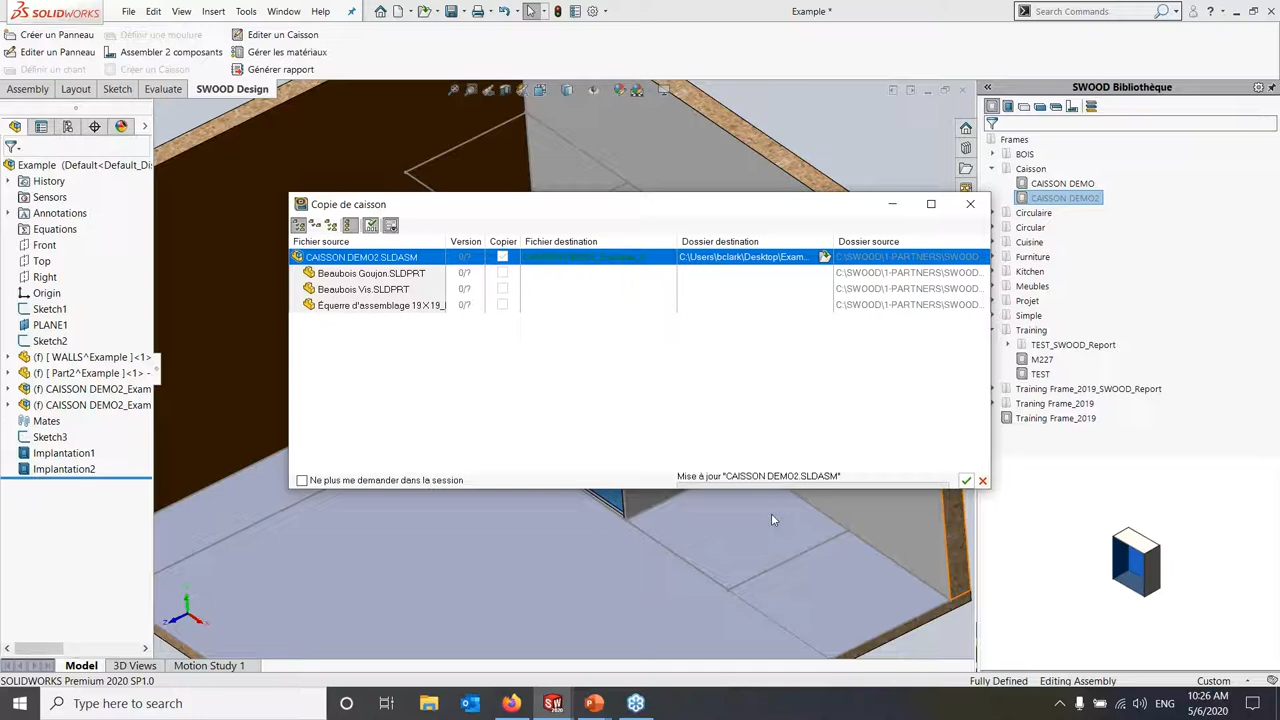 SOLIDWORKS File Edit View Insert Tools Window Help Example * Search Commands
Créer un Panneau Définir une moulure Editer un Caisson
Editer un Panneau Assembler 2 composants Gérer les matériaux
Définir un chant Créer un Caisson Générer rapport
Assembly Layout Sketch Evaluate SWOOD Design
SWOOD Bibliothèque
Example (Default<Default_Dis
History
Sensors
Annotations
Equations
Front
Top
Right
Origin
Sketch1
PLANE1
Sketch2
(f) [ WALLS^Example ]<1>
(f) [ Part2^Example ]<1> -
(f) CAISSON DEMO2_Exam
(f) CAISSON DEMO2_Exam
Mates
Sketch3
Implantation1
Implantation2
Copie de caisson
Fichier source Version Copier Fichier destination Dossier destination Dossier source
CAISSON DEMO2.SLDASM 0/? C:\Users\bclark\Desktop\Exam... C:\SWOOD\1-PARTNERS\SWOOD
Beaubois Goujon.SLDPRT 0/? C:\SWOOD\1-PARTNERS\SWOOD...
Beaubois Vis.SLDPRT 0/? C:\SWOOD\1-PARTNERS\SWOOD...
Équerre d'assemblage 19X19_ 0/? C:\SWOOD\1-PARTNERS\SWOOD...
Ne plus me demander dans la session
Mise à jour "CAISSON DEMO2.SLDASM"
Frames
BOIS
Caisson
CAISSON DEMO
CAISSON DEMO2
Circulaire
Circular
Cuisine
Furniture
Kitchen
Meubles
Projet
Simple
Training
TEST_SWOOD_Report
M227
TEST
Training Frame_2019_SWOOD_Report
Traning Frame_2019
Training Frame_2019
Model 3D Views Motion Study 1
SOLIDWORKS Premium 2020 SP1.0 Fully Defined Editing Assembly Custom
Type here to search
ENG
10:26 AM
5/6/2020